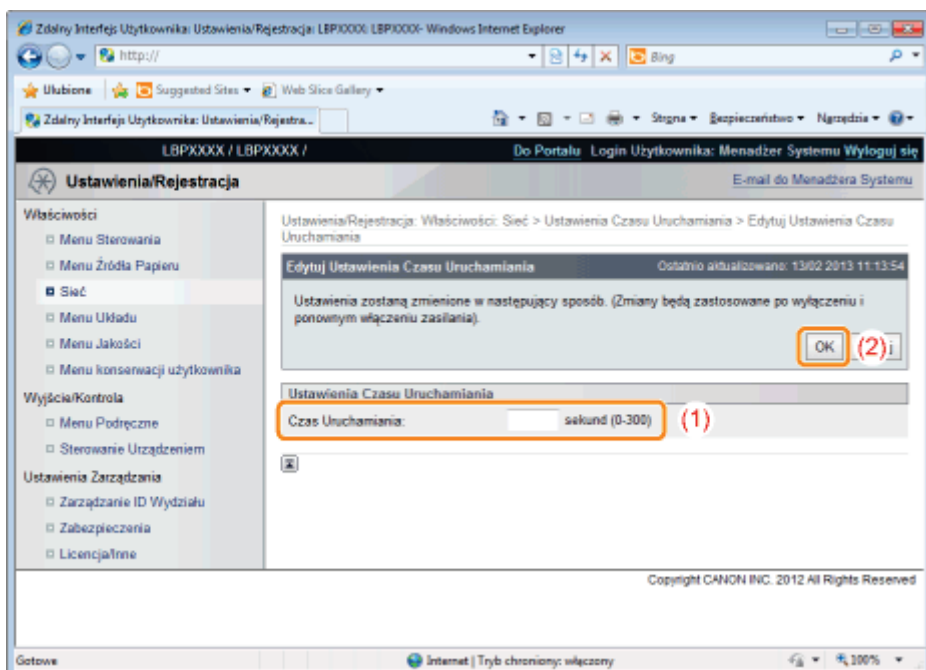 Zdalny Interfejs Użytkownika: Ustawienia/Rejestracja: LBPXXXX: LBPXXXX- Windows Internet Explorer
http://
Bing
Ulubione Suggested Sites Web Slice Gallery
Zdalny Interfejs Użytkownika: Ustawienia/Rejestra...
Strona Bezpieczeństwo Narzędzia
LBPXXXX / LBPXXXX /
Do Portalu Login Użytkownika: Menadżer Systemu Wyloguj się
Ustawienia/Rejestracja
E-mail do Menadżera Systemu
Właściwości
Menu Sterowania
Menu Źródła Papieru
Sieć
Menu Układu
Menu Jakości
Menu konserwacji użytkownika
Wyjście/Kontrola
Menu Podręczne
Sterowanie Urządzeniem
Ustawienia Zarządzania
Zarządzanie ID Wydziału
Zabezpieczenia
Licencja/Inne
Ustawienia/Rejestracja: Właściwości: Sieć > Ustawienia Czasu Uruchamiania > Edytuj Ustawienia Czasu
Uruchamiania
Edytuj Ustawienia Czasu Uruchamiania
Ostatnio aktualizowano: 13/02 2013 11:13:54
Ustawienia zostaną zmienione w następujący sposób. (Zmiany będą zastosowane po wyłączeniu i
ponownym włączeniu zasilania).
OK (2)
Ustawienia Czasu Uruchamiania
Czas Uruchamiania: sekund (0-300) (1)
Copyright CANON INC. 2012 All Rights Reserved
Gotowe
Internet | Tryb chroniony: włączony
100%